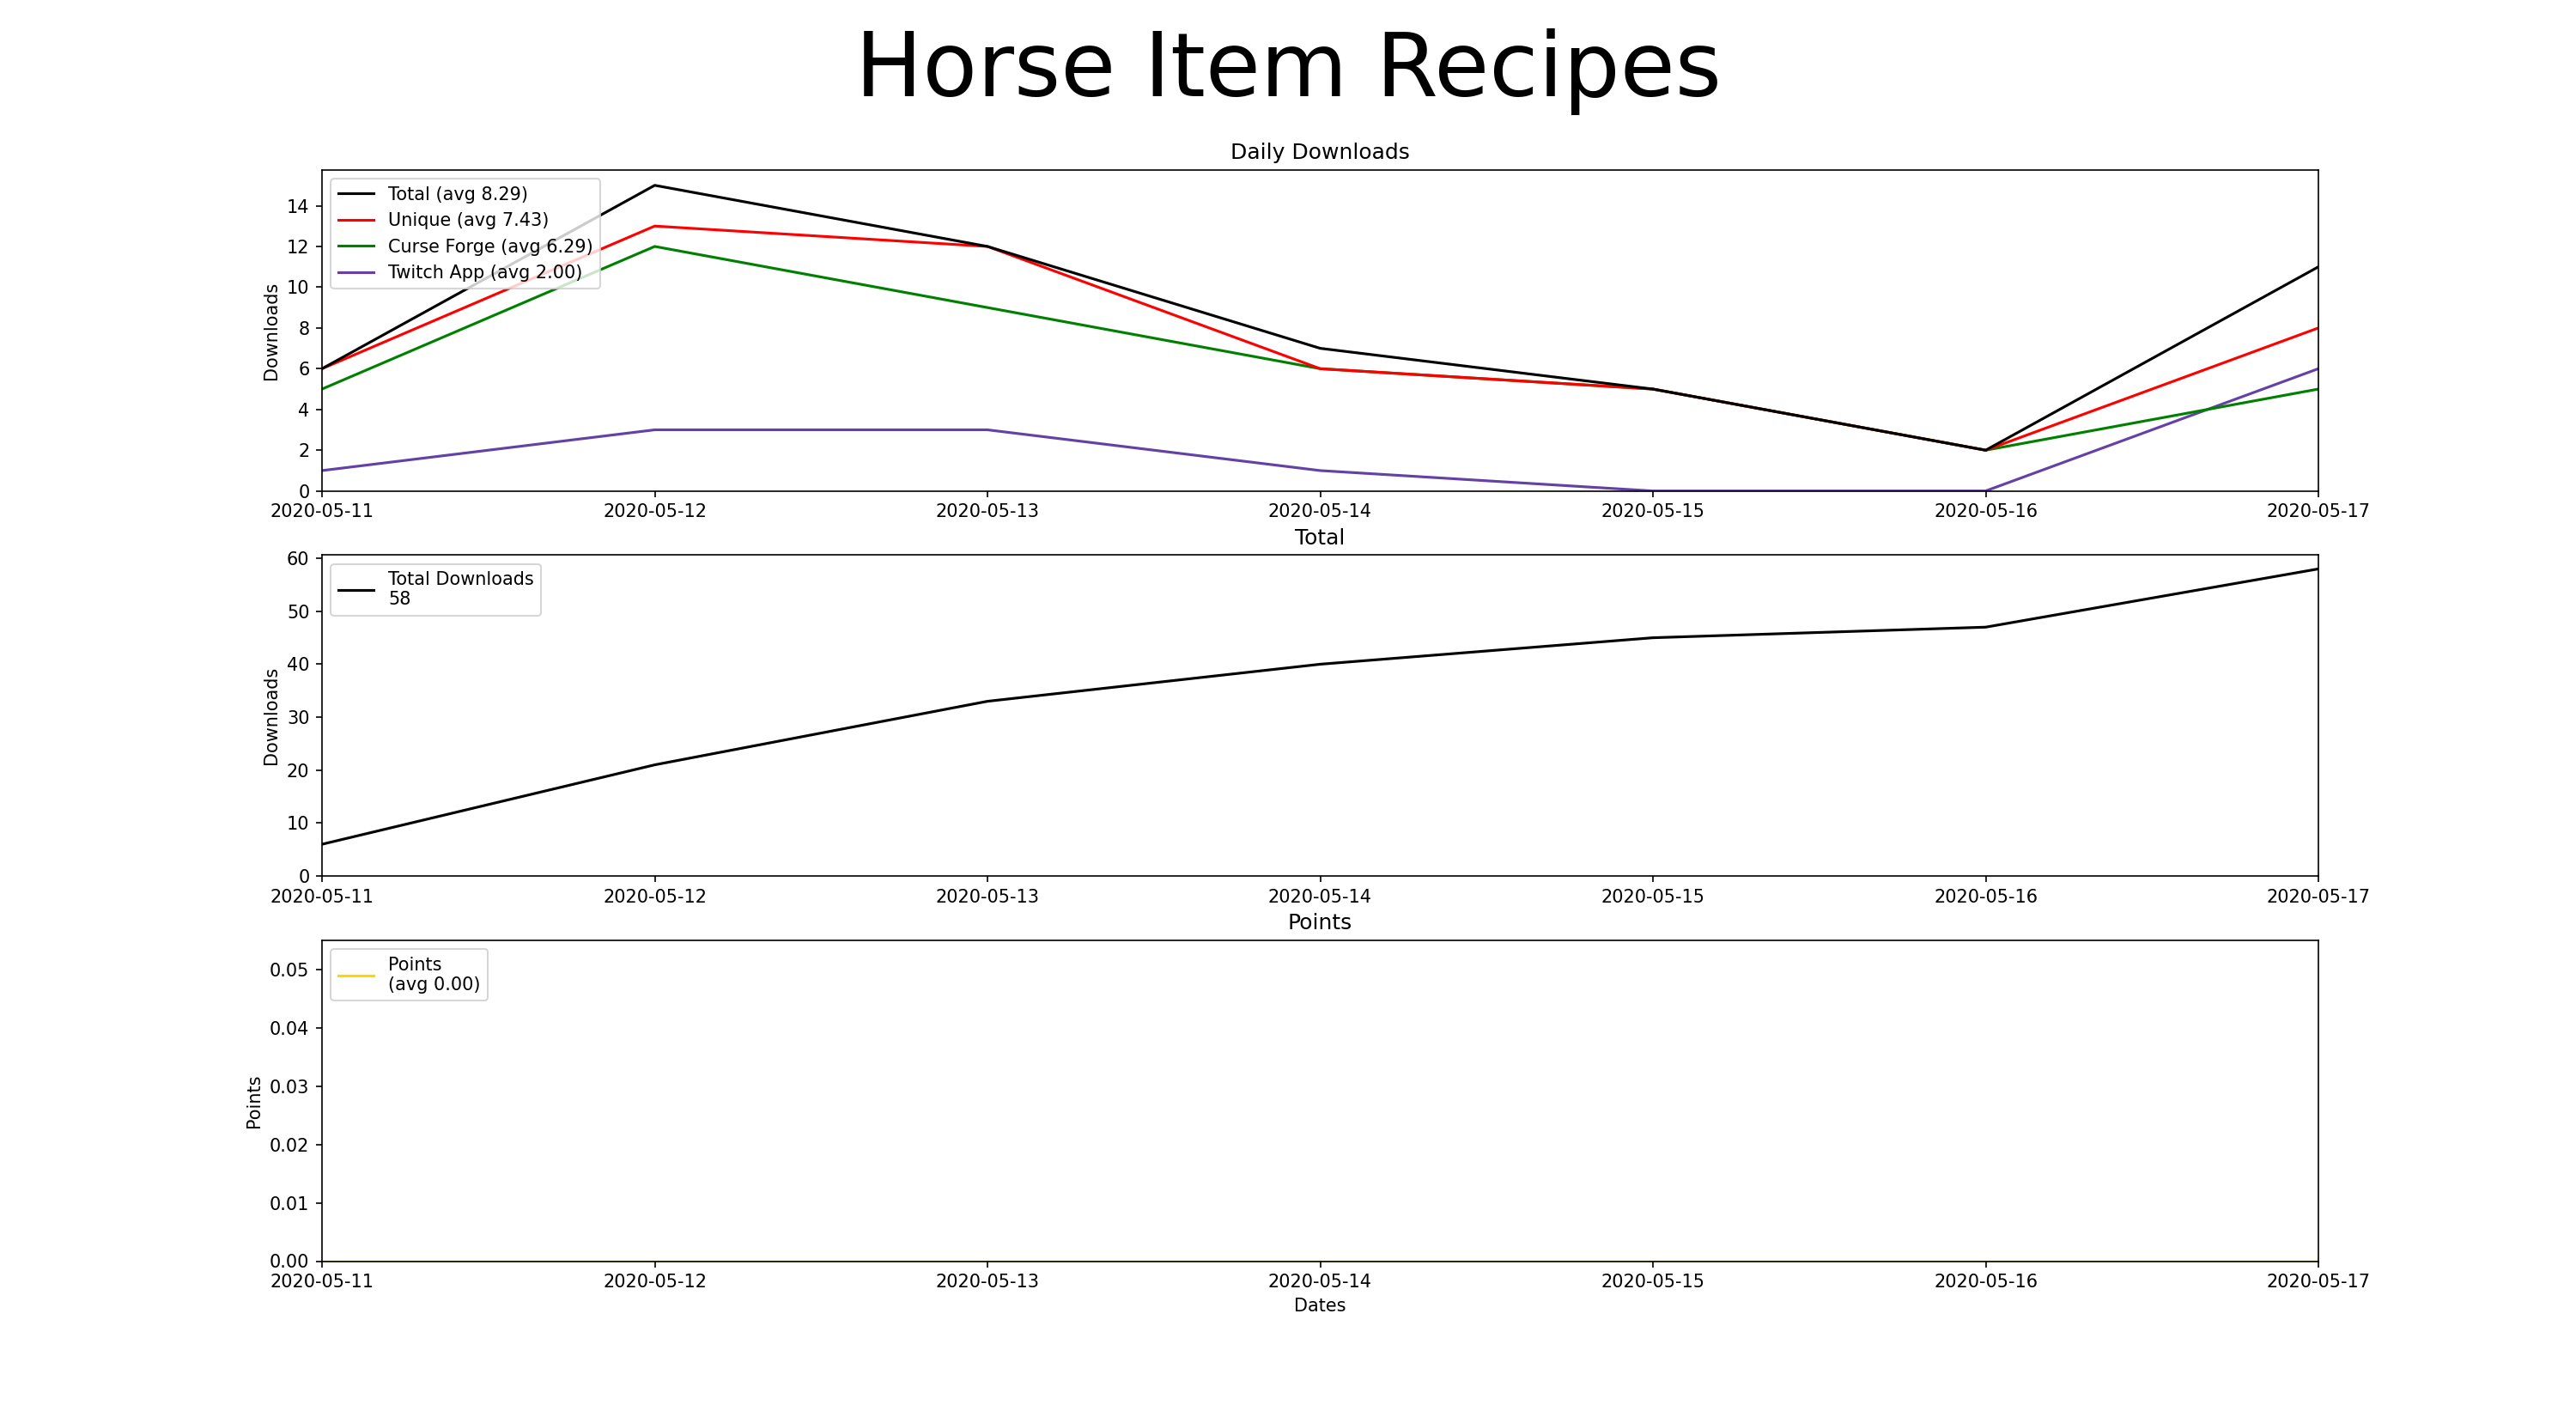 Horse Item Recipes
Daily Downloads
Total (avg 8.29)
Unique (avg 7.43)
Curse Forge (avg 6.29)
Twitch App (avg 2.00)
Downloads
14
12
10
8
6
4
2
0
2020-05-11 2020-05-12 2020-05-13 2020-05-14 2020-05-15 2020-05-16 2020-05-17
Total
Total Downloads
58
Downloads
60
50
40
30
20
10
0
2020-05-11 2020-05-12 2020-05-13 2020-05-14 2020-05-15 2020-05-16 2020-05-17
Points
Points
(avg 0.00)
Points
0.05
0.04
0.03
0.02
0.01
0.00
2020-05-11 2020-05-12 2020-05-13 2020-05-14 2020-05-15 2020-05-16 2020-05-17
Dates